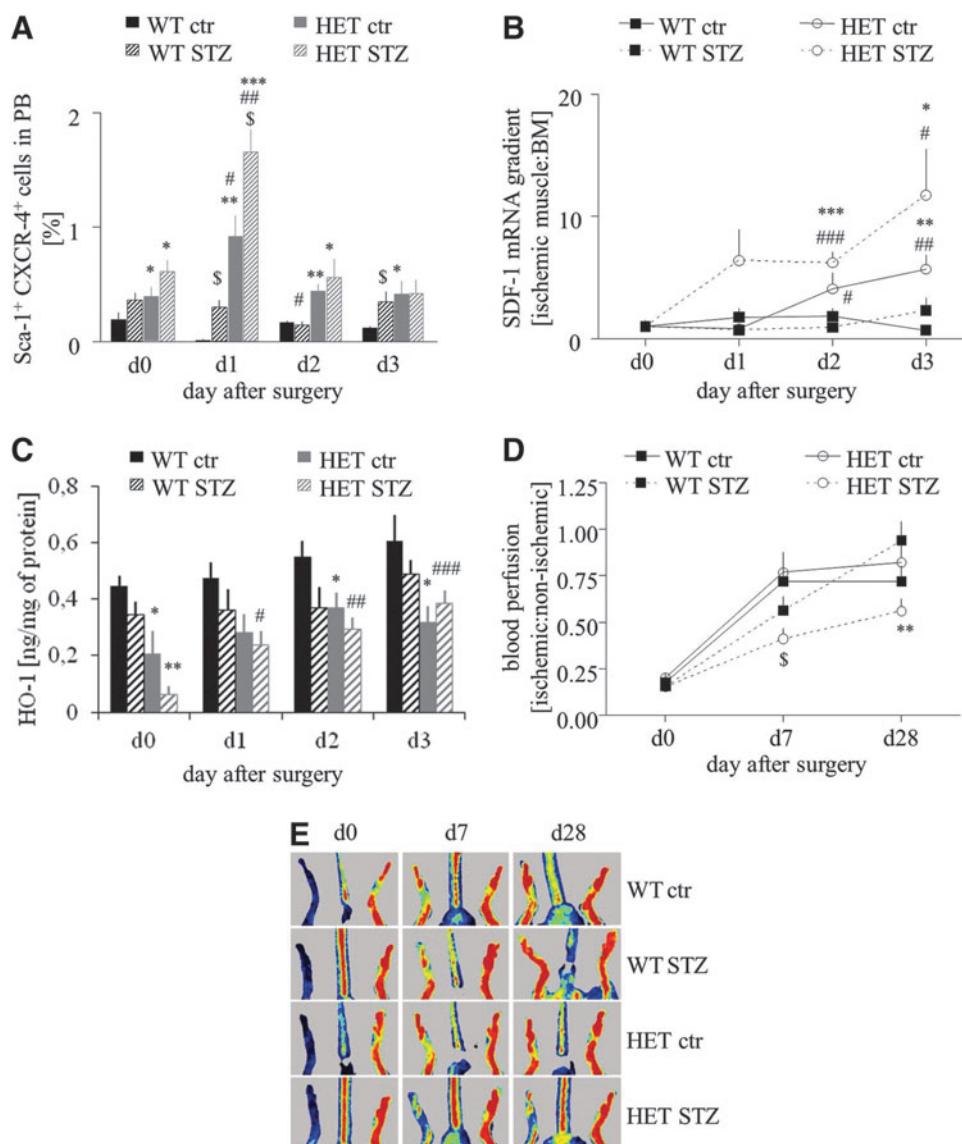 A
WT ctr
HET ctr
WT STZ
HET STZ
Sca-1+ CXCR-4+ cells in PB
[%]
2
1
0
*
*
$
#
**
***
##
$
#
**
*
$
*
d0 d1 d2 d3
day after surgery
B
WT ctr
HET ctr
WT STZ
HET STZ
SDF-1 mRNA gradient
[ischemic muscle:BM]
20
10
0
***
###
#
*
#
**
##
d0 d1 d2 d3
day after surgery
C
WT ctr
HET ctr
WT STZ
HET STZ
HO-1 [ng/mg of protein]
0,8
0,6
0,4
0,2
0
*
**
#
*
##
*
###
d0 d1 d2 d3
day after surgery
D
WT ctr
HET ctr
WT STZ
HET STZ
blood perfusion
[ischemic:non-ischemic]
1.25
1.00
0.75
0.50
0.25
0.00
$
**
d0 d7 d28
day after surgery
E
d0 d7 d28
WT ctr
WT STZ
HET ctr
HET STZ